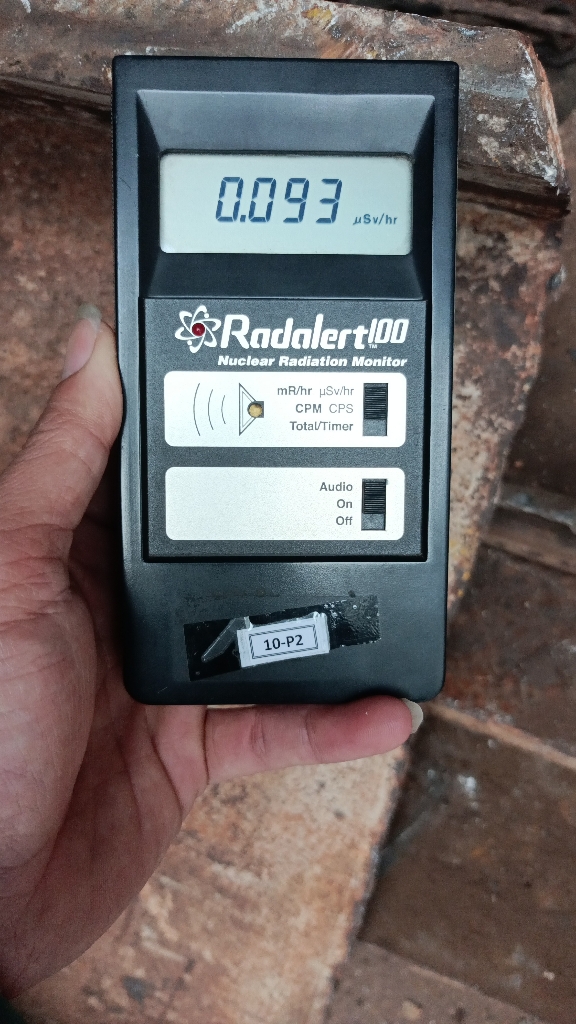 0.093 µSv/hr
Radalert100™
Nuclear Radiation Monitor
mR/hr µSv/hr
CPM CPS
Total/Timer
Audio
On
Off
10-P2